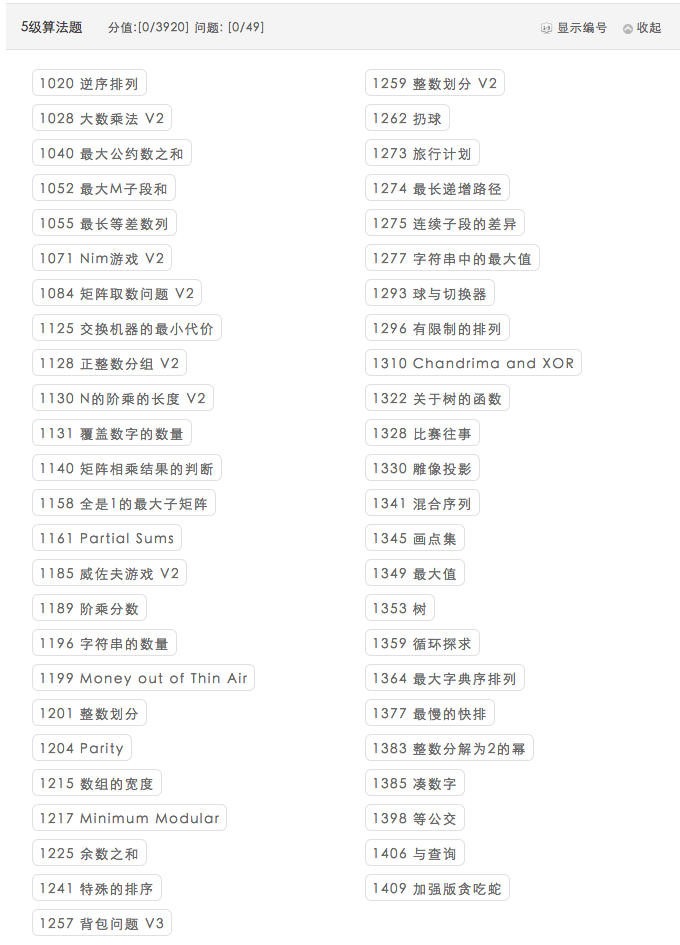 5级算法题 分值:[0/3920] 问题: [0/49] 显示编号 收起
1020 逆序排列
1028 大数乘法 V2
1040 最大公约数之和
1052 最大M子段和
1055 最长等差数列
1071 Nim游戏 V2
1084 矩阵取数问题 V2
1125 交换机器的最小代价
1128 正整数分组 V2
1130 N的阶乘的长度 V2
1131 覆盖数字的数量
1140 矩阵相乘结果的判断
1158 全是1的最大子矩阵
1161 Partial Sums
1185 威佐夫游戏 V2
1189 阶乘分数
1196 字符串的数量
1199 Money out of Thin Air
1201 整数划分
1204 Parity
1215 数组的宽度
1217 Minimum Modular
1225 余数之和
1241 特殊的排序
1257 背包问题 V3
1259 整数划分 V2
1262 扔球
1273 旅行计划
1274 最长递增路径
1275 连续子段的差异
1277 字符串中的最大值
1293 球与切换器
1296 有限制的排列
1310 Chandrima and XOR
1322 关于树的函数
1328 比赛往事
1330 雕像投影
1341 混合序列
1345 画点集
1349 最大值
1353 树
1359 循环探求
1364 最大字典序排列
1377 最慢的快排
1383 整数分解为2的幂
1385 凑数字
1398 等公交
1406 与查询
1409 加强版贪吃蛇